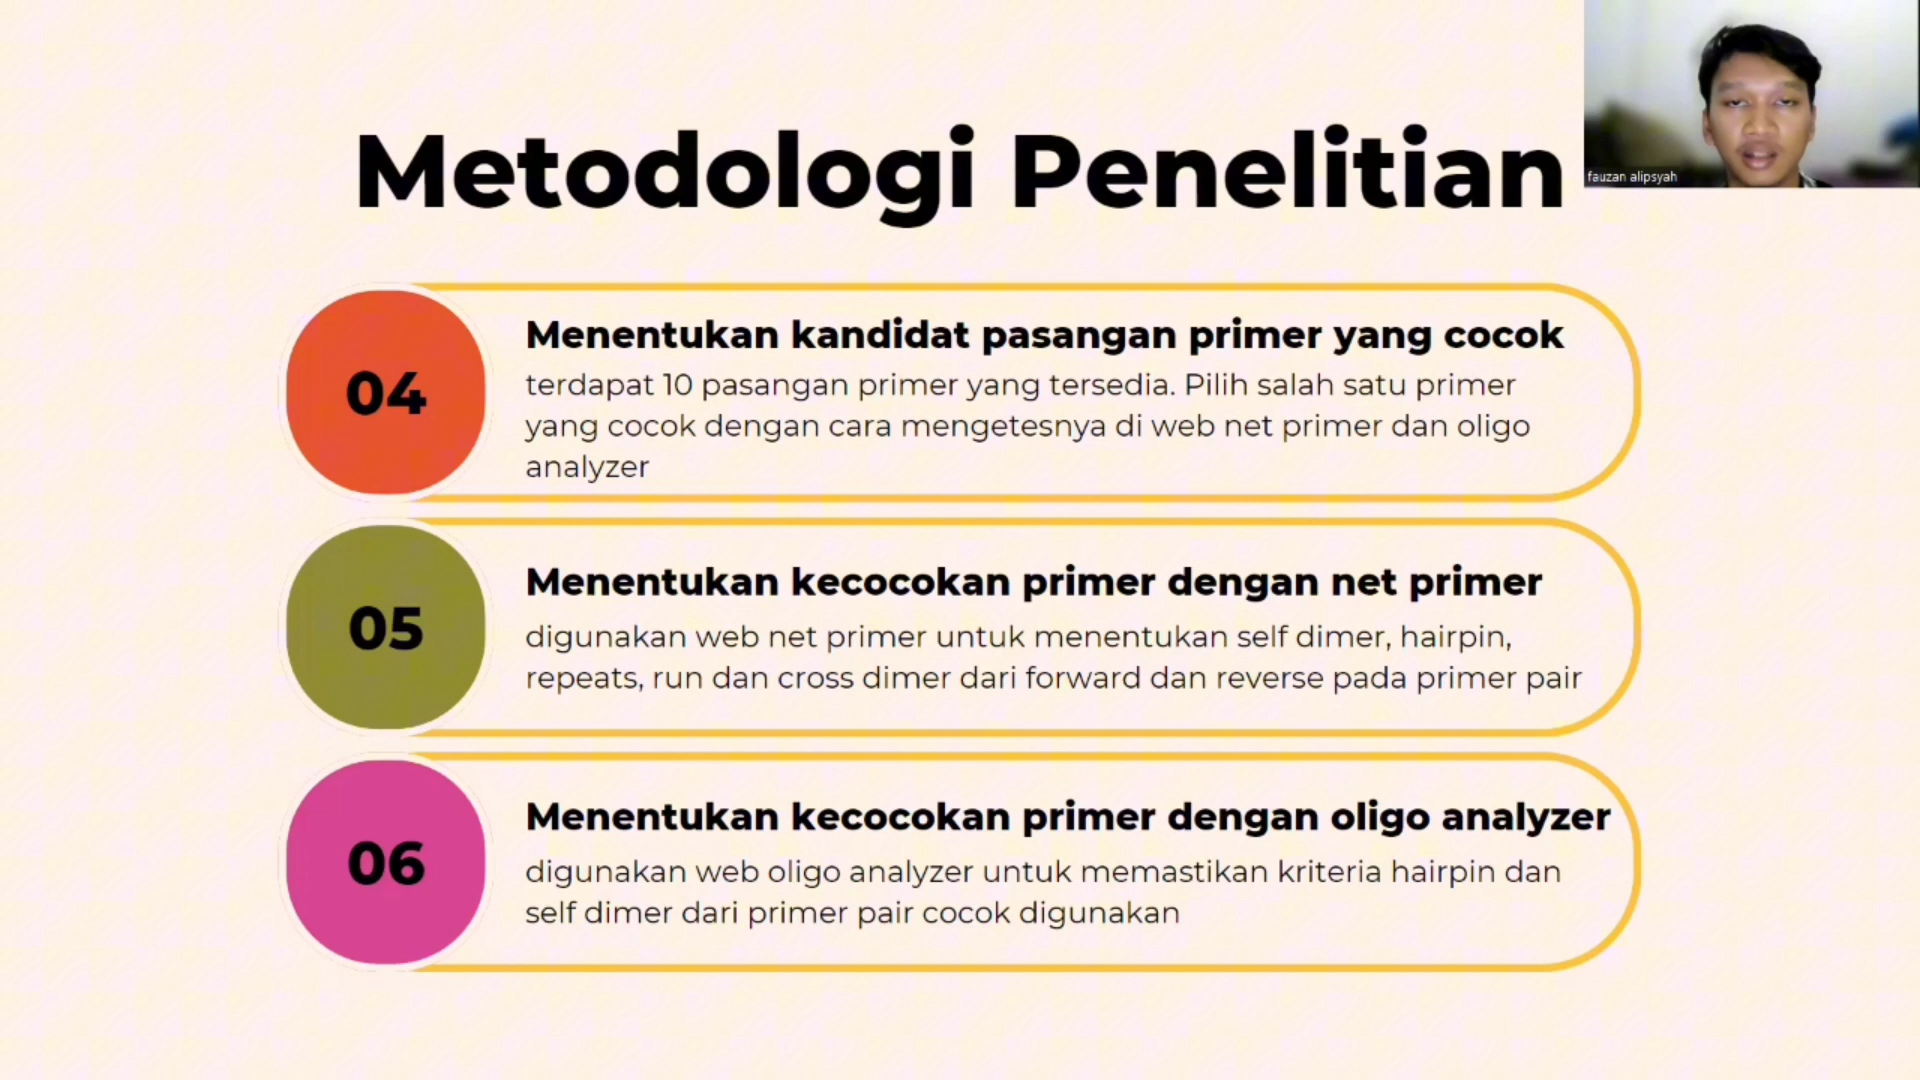 Metodologi Penelitian
fauzan alipsyah
04
Menentukan kandidat pasangan primer yang cocok
terdapat 10 pasangan primer yang tersedia. Pilih salah satu primer
yang cocok dengan cara mengetesnya di web net primer dan oligo
analyzer
05
Menentukan kecocokan primer dengan net primer
digunakan web net primer untuk menentukan self dimer, hairpin,
repeats, run dan cross dimer dari forward dan reverse pada primer pair
06
Menentukan kecocokan primer dengan oligo analyzer
digunakan web oligo analyzer untuk memastikan kriteria hairpin dan
self dimer dari primer pair cocok digunakan